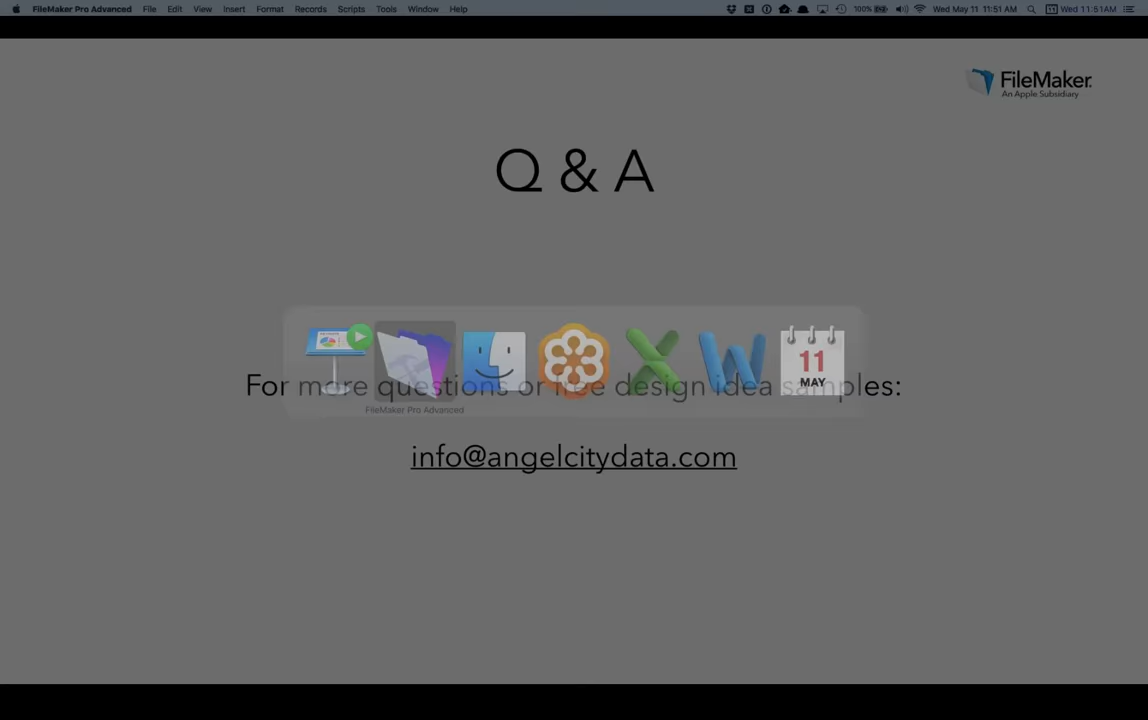 FileMaker Pro Advanced File Edit View Insert Format Records Scripts Tools Window Help 100% Wed May 11 11:51 AM 11 Wed 11:51AM
FileMaker
An Apple Subsidiary
Q & A
11
MAY
For more questions or free design idea samples:
FileMaker Pro Advanced
info@angelcitydata.com